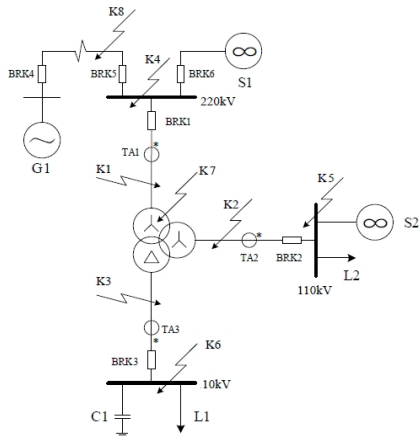 K8
K4
BRK4
BRK5
BRK6
S1
220kV
G1
BRK1
TA1
*
K1
K7
K2
K5
S2
*
TA2
BRK2
L2
110kV
K3
TA3
*
BRK3
K6
10kV
C1
L1